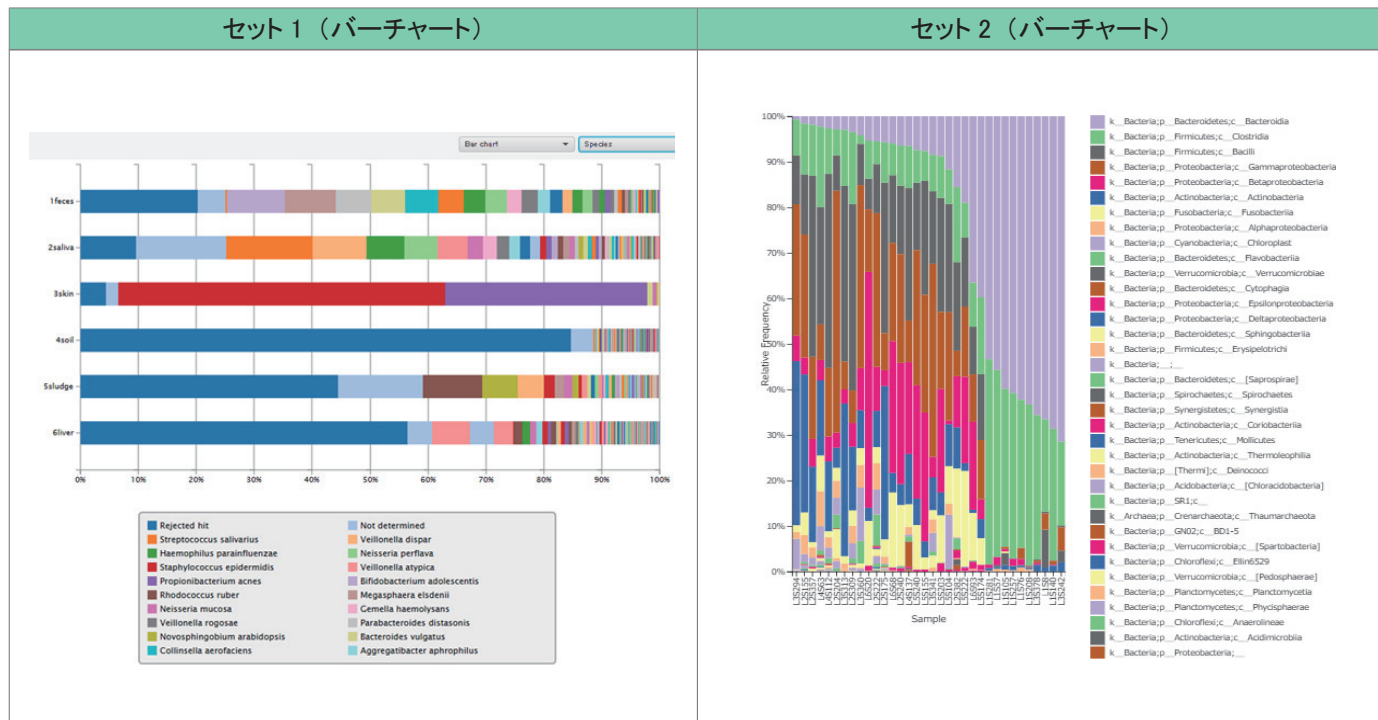 セット 1 （バーチャート）
セット 2 （バーチャート）
Bar chart
Species
1feces
2saliva
3skin
4soil
5sludge
6liver
0%
10%
20%
30%
40%
50%
60%
70%
80%
90%
100%
Rejected hit
Not determined
Streptococcus salivarius
Veillonella dispar
Haemophilus parainfluenzae
Neisseria perflava
Staphylococcus epidermidis
Veillonella atypica
Propionibacterium acnes
Bifidobacterium adolescentis
Rhodococcus ruber
Megasphaera elsdenii
Neisseria mucosa
Gemella haemolysans
Veillonella rogosae
Parabacteroides distasonis
Novosphingobium arabidopsis
Bacteroides vulgatus
Collinsella aerofaciens
Aggregatibacter aphrophilus
100%
90%
80%
70%
60%
50%
40%
30%
20%
10%
0%
Relative Frequency
Sample
k__Bacteria;p__Bacteroidetes;c__Bacteroidia
k__Bacteria;p__Firmicutes;c__Clostridia
k__Bacteria;p__Firmicutes;c__Bacilli
k__Bacteria;p__Proteobacteria;c__Gammaproteobacteria
k__Bacteria;p__Proteobacteria;c__Betaproteobacteria
k__Bacteria;p__Actinobacteria;c__Actinobacteria
k__Bacteria;p__Fusobacteria;c__Fusobacteriia
k__Bacteria;p__Proteobacteria;c__Alphaproteobacteria
k__Bacteria;p__Cyanobacteria;c__Chloroplast
k__Bacteria;p__Bacteroidetes;c__Flavobacteriia
k__Bacteria;p__Verrucomicrobia;c__Verrucomicrobiae
k__Bacteria;p__Bacteroidetes;c__Cytophagia
k__Bacteria;p__Proteobacteria;c__Epsilonproteobacteria
k__Bacteria;p__Proteobacteria;c__Deltaproteobacteria
k__Bacteria;p__Bacteroidetes;c__Sphingobacteriia
k__Bacteria;p__Firmicutes;c__Erysipelotrichi
k__Bacteria;__;__
k__Bacteria;p__Bacteroidetes;c__[Saprospirae]
k__Bacteria;p__Spirochaetes;c__Spirochaetes
k__Bacteria;p__Synergistetes;c__Synergistia
k__Bacteria;p__Actinobacteria;c__Coriobacteriia
k__Bacteria;p__Tenericutes;c__Mollicutes
k__Bacteria;p__Actinobacteria;c__Thermoleophilia
k__Bacteria;p__[Thermi];c__Deinococci
k__Bacteria;p__Acidobacteria;c__[Chloracidobacteria]
k__Bacteria;p__SR1;c__
k__Archaea;p__Crenarchaeota;c__Thaumarchaeota
k__Bacteria;p__GN02;c__BD1-5
k__Bacteria;p__Verrucomicrobia;c__[Spartobacteria]
k__Bacteria;p__Chloroflexi;c__Ellin6529
k__Bacteria;p__Verrucomicrobia;c__[Pedosphaerae]
k__Bacteria;p__Planctomycetes;c__Planctomycetia
k__Bacteria;p__Planctomycetes;c__Phycisphaerae
k__Bacteria;p__Chloroflexi;c__Anaerolineae
k__Bacteria;p__Actinobacteria;c__Acidimicrobiia
k__Bacteria;p__Proteobacteria;__